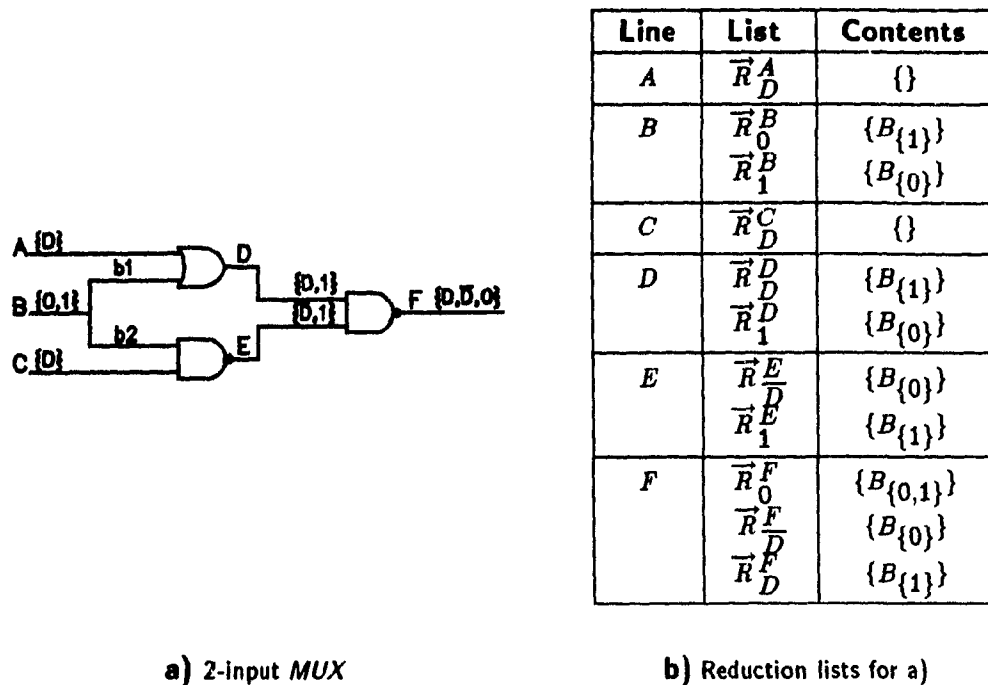 A {D}
b1
D
B {0,1}
{D,1}
{D̅,1}
F {D,D̅,0}
b2
E
C {D}
a) 2-input MUX
Line List Contents
A R⃗^A_D {}
B R⃗^B_0 {B_{1}}
R⃗^B_1 {B_{0}}
C R⃗^C_D {}
D R⃗^D_D {B_{1}}
R⃗^D_1 {B_{0}}
E R⃗^E_D̅ {B_{0}}
R⃗^E_1 {B_{1}}
F R⃗^F_0 {B_{0,1}}
R⃗^F_D̅ {B_{0}}
R⃗^F_D {B_{1}}
b) Reduction lists for a)